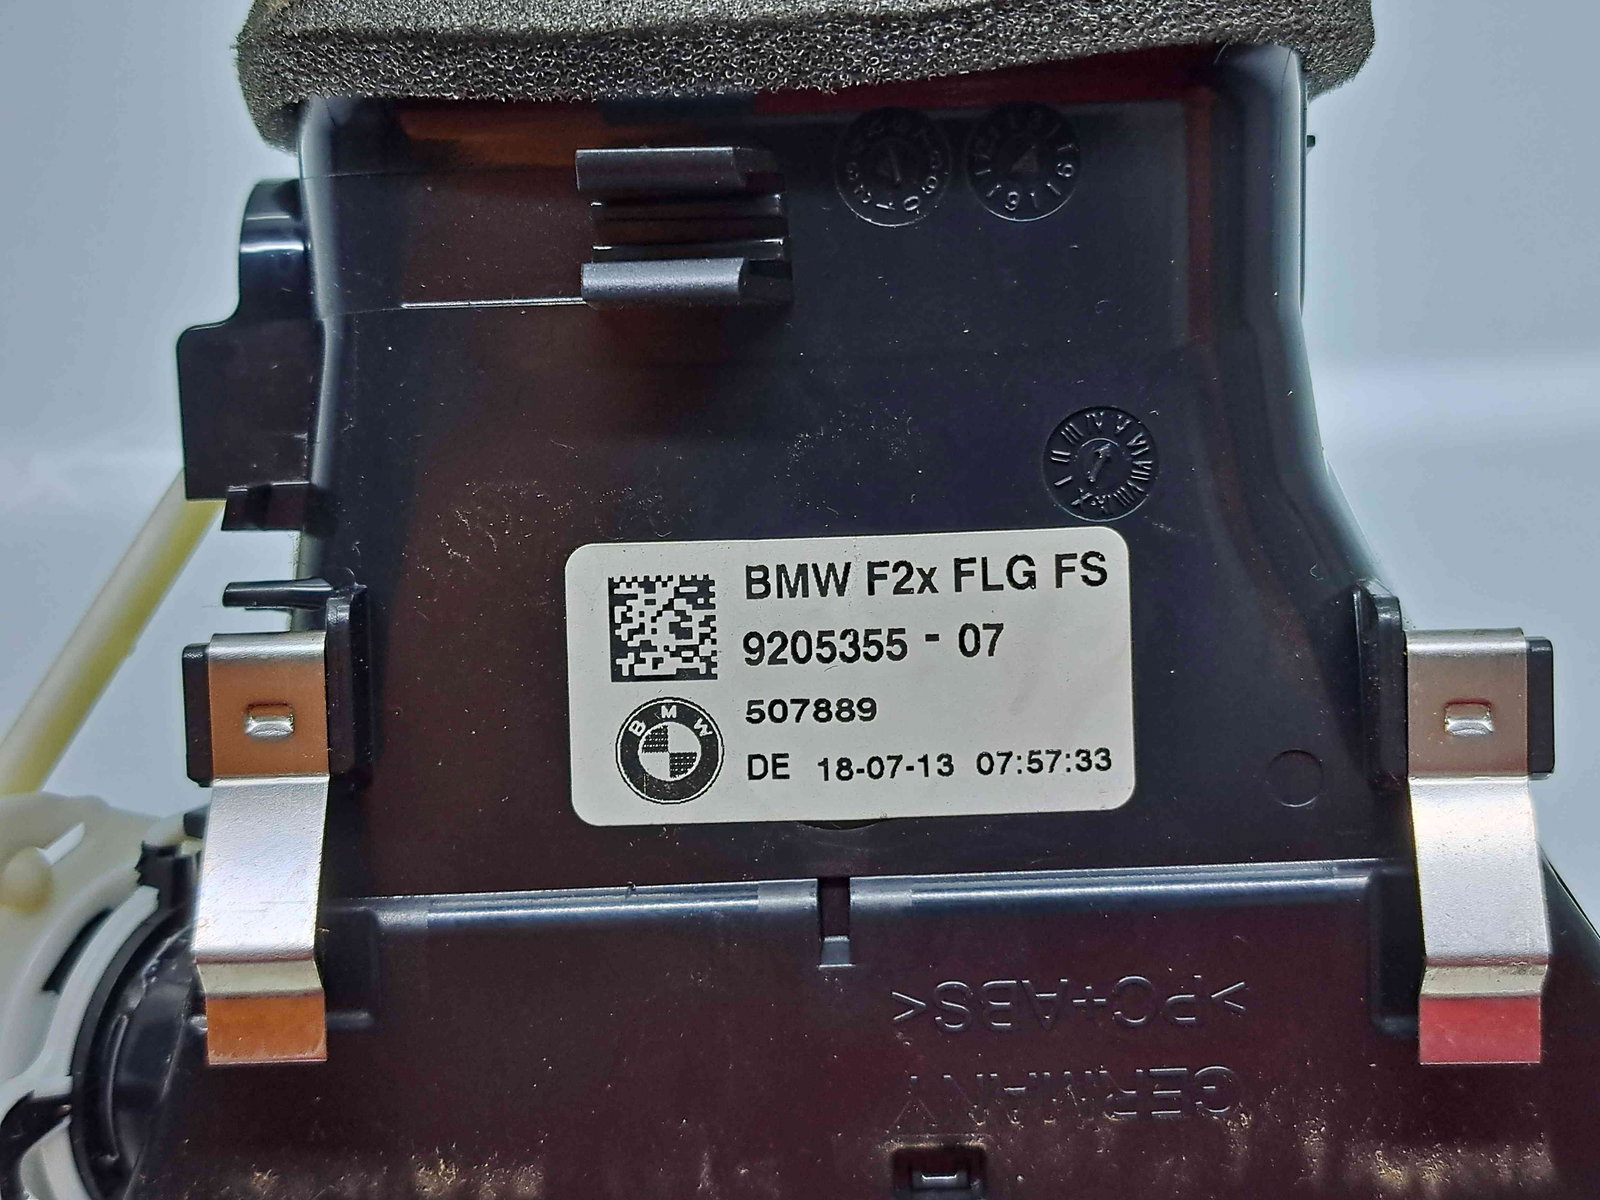 BMW F2x FLG FS
9205355 - 07
507889
BMW
DE 18-07-13 07:57:33
>PC+ABS<
GERMANY